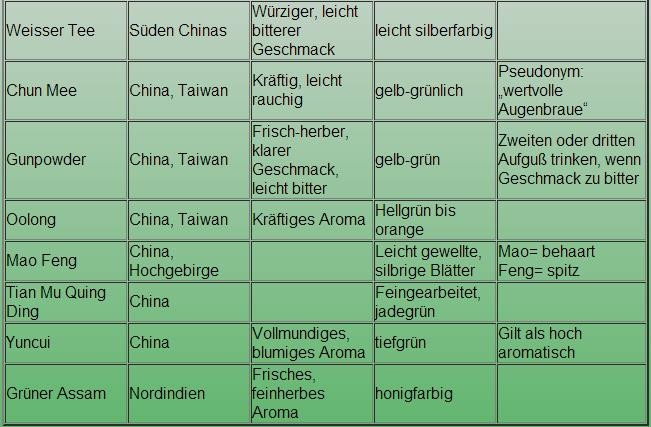 Weisser Tee
Süden Chinas
Würziger, leicht
bitterer
Geschmack
leicht silberfarbig
Chun Mee
China, Taiwan
Kräftig, leicht
rauchig
gelb-grünlich
Pseudonym:
„wertvolle
Augenbraue“
Gunpowder
China, Taiwan
Frisch-herber,
klarer
Geschmack,
leicht bitter
gelb-grün
Zweiten oder dritten
Aufguß trinken, wenn
Geschmack zu bitter
Oolong
China, Taiwan
Kräftiges Aroma
Hellgrün bis
orange
Mao Feng
China,
Hochgebirge
Leicht gewellte,
silbrige Blätter
Mao= behaart
Feng= spitz
Tian Mu Quing
Ding
China
Feingearbeitet,
jadegrün
Yuncui
China
Vollmundiges,
blumiges Aroma
tiefgrün
Gilt als hoch
aromatisch
Grüner Assam
Nordindien
Frisches,
feinherbes
Aroma
honigfarbig